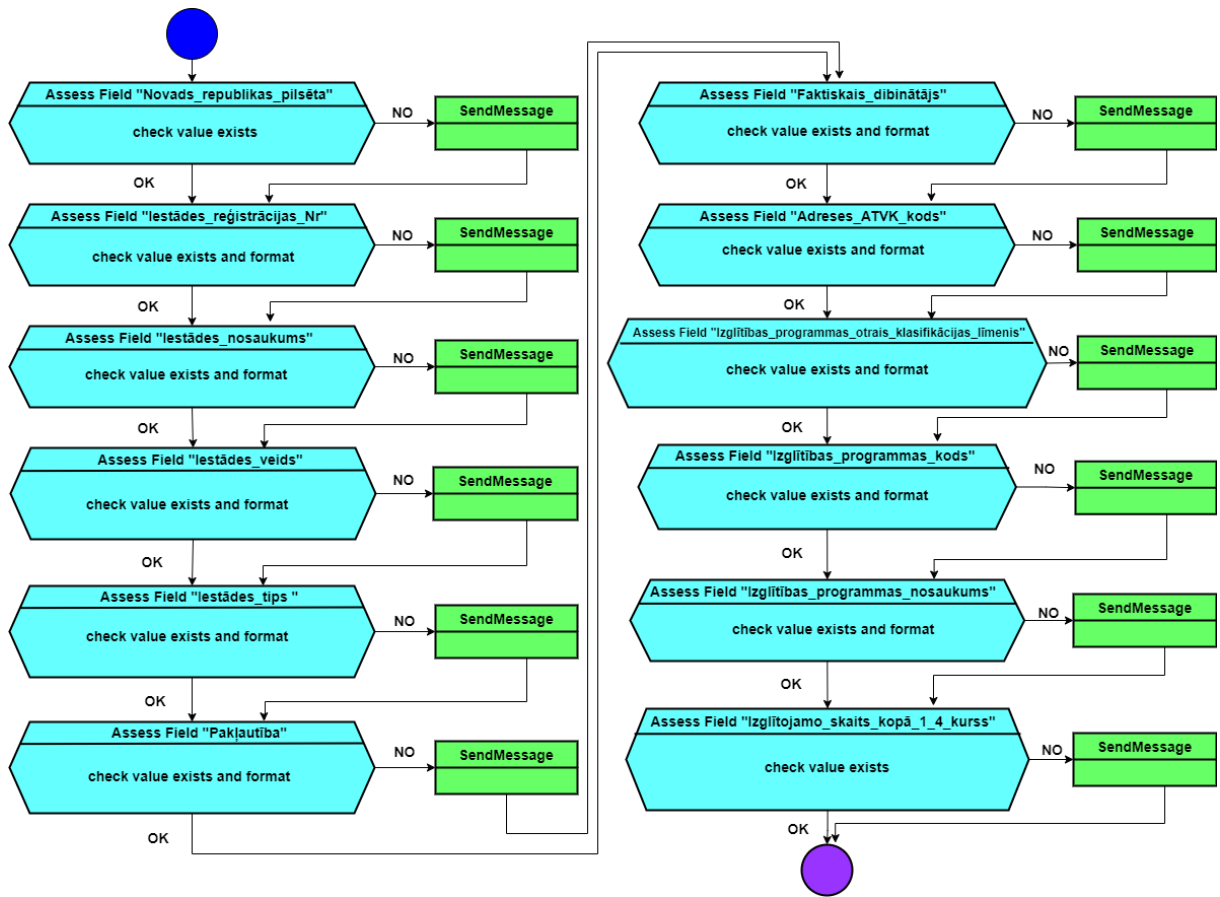 Assess Field "Novads_republikas_pilsēta"
check value exists
NO
SendMessage
OK
Assess Field "Iestādes_reģistrācijas_Nr"
check value exists and format
NO
SendMessage
OK
Assess Field "Iestādes_nosaukums"
check value exists and format
NO
SendMessage
OK
Assess Field "Iestādes_veids"
check value exists and format
NO
SendMessage
OK
Assess Field "Iestādes_tips "
check value exists and format
NO
SendMessage
OK
Assess Field "Pakļautība"
check value exists and format
NO
SendMessage
OK
Assess Field "Faktiskais_dibinātājs"
check value exists and format
NO
SendMessage
OK
Assess Field "Adreses_ATVK_kods"
check value exists and format
NO
SendMessage
OK
Assess Field "Izglītības_programmas_otrais_klasifikācijas_līmenis"
check value exists and format
NO
SendMessage
OK
Assess Field "Izglītības_programmas_kods"
check value exists and format
NO
SendMessage
OK
Assess Field "Izglītības_programmas_nosaukums"
check value exists and format
NO
SendMessage
OK
Assess Field "Izglītojamo_skaits_kopā_1_4_kurss"
check value exists
NO
SendMessage
OK